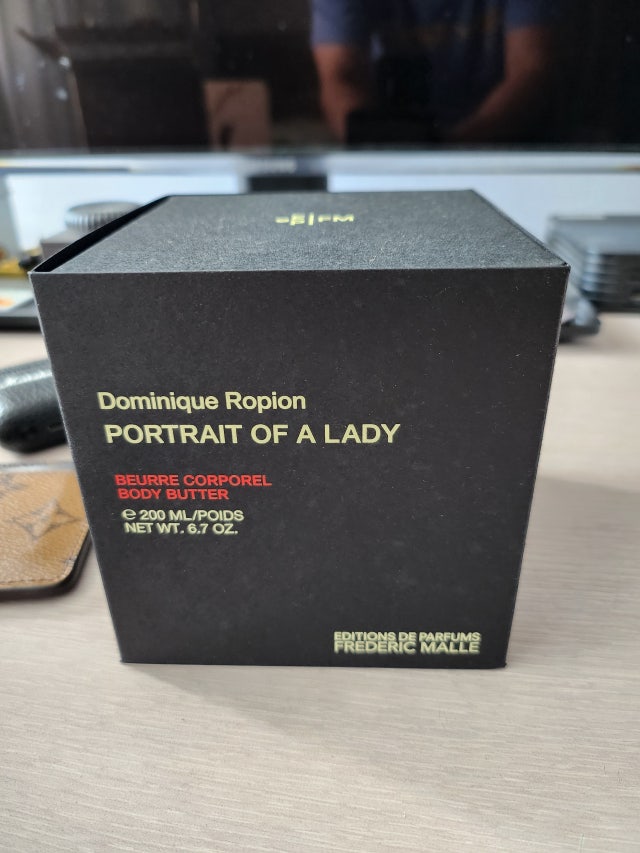 Dominique Ropion
PORTRAIT OF A LADY
BEURRE CORPOREL
BODY BUTTER
℮ 200 ML/POIDS
NET WT. 6.7 OZ.
EDITIONS DE PARFUMS
FREDERIC MALLE